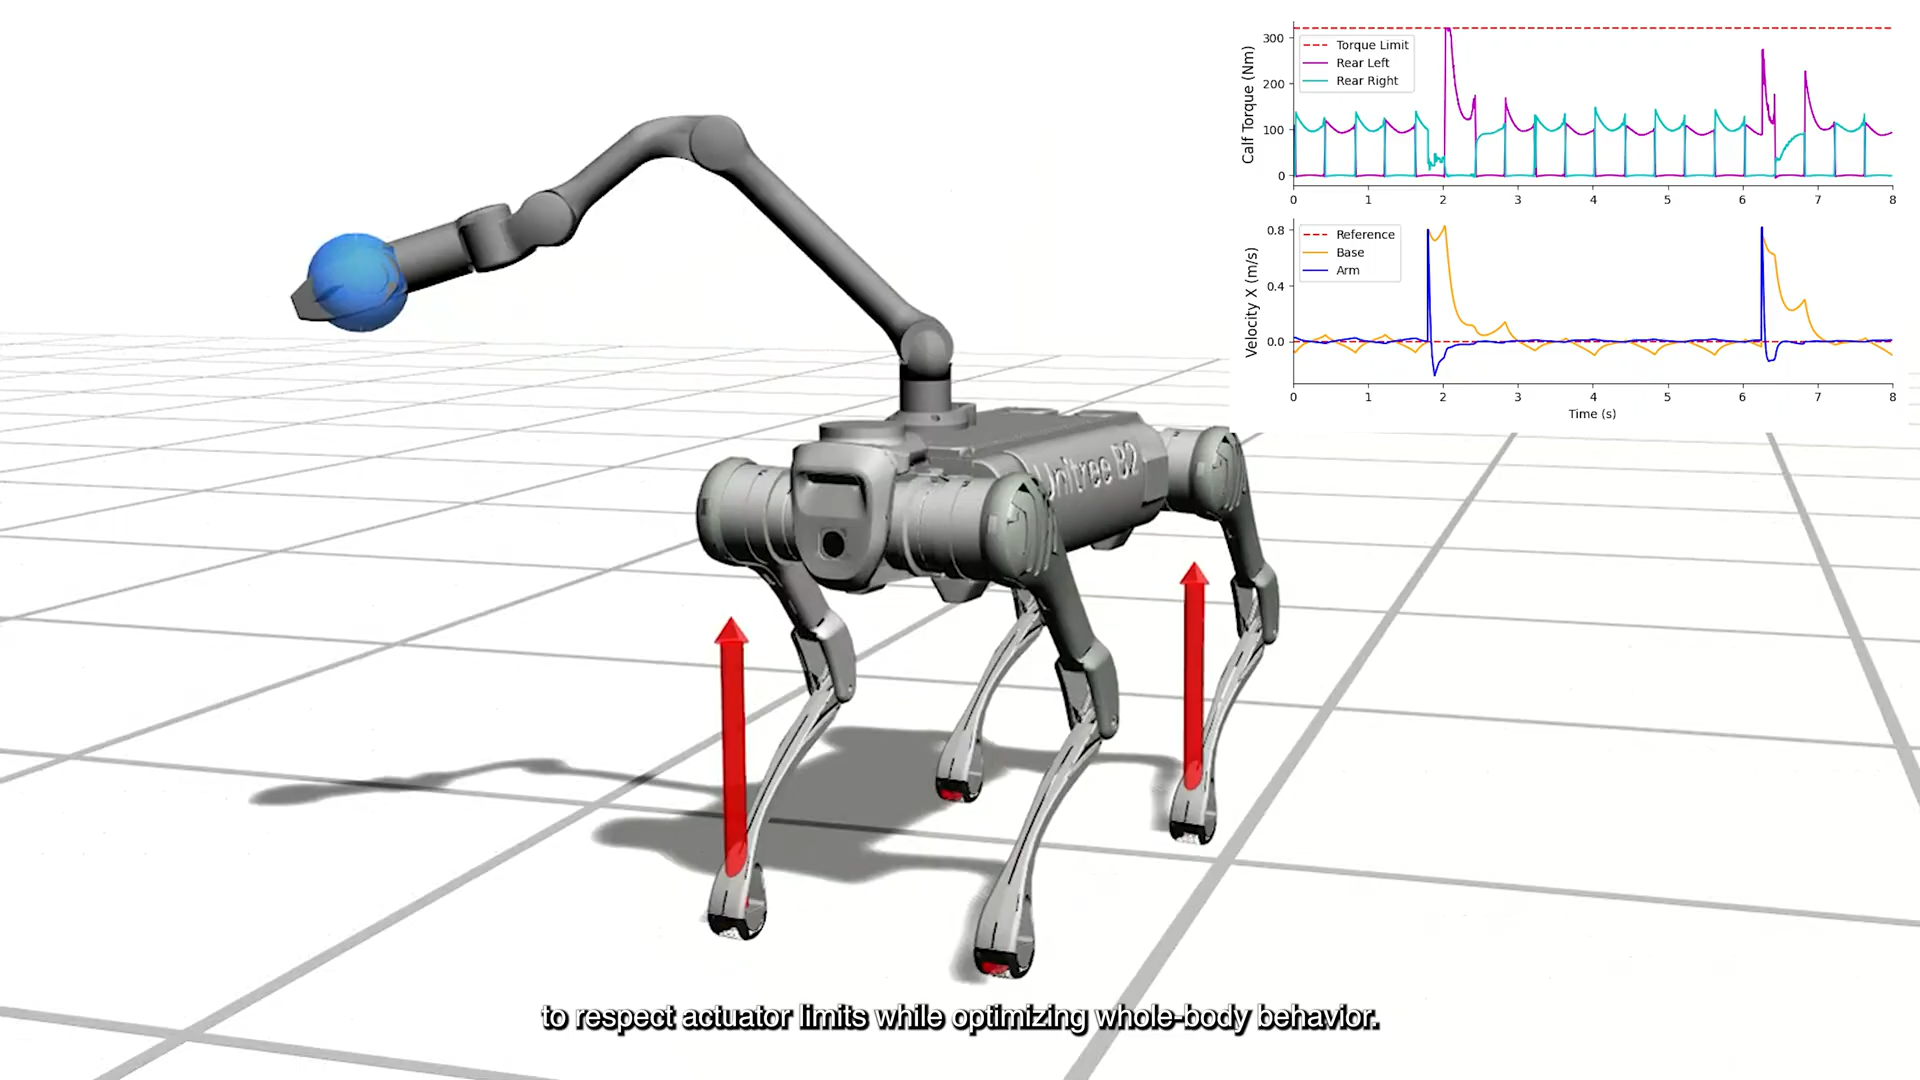 300
200
100
0
Calf Torque (Nm)
Torque Limit
Rear Left
Rear Right
0 1 2 3 4 5 6 7 8
0.8
0.4
0.0
Velocity X (m/s)
Reference
Base
Arm
0 1 2 3 4 5 6 7 8
Time (s)
Unitree B2
to respect actuator limits while optimizing whole-body behavior.